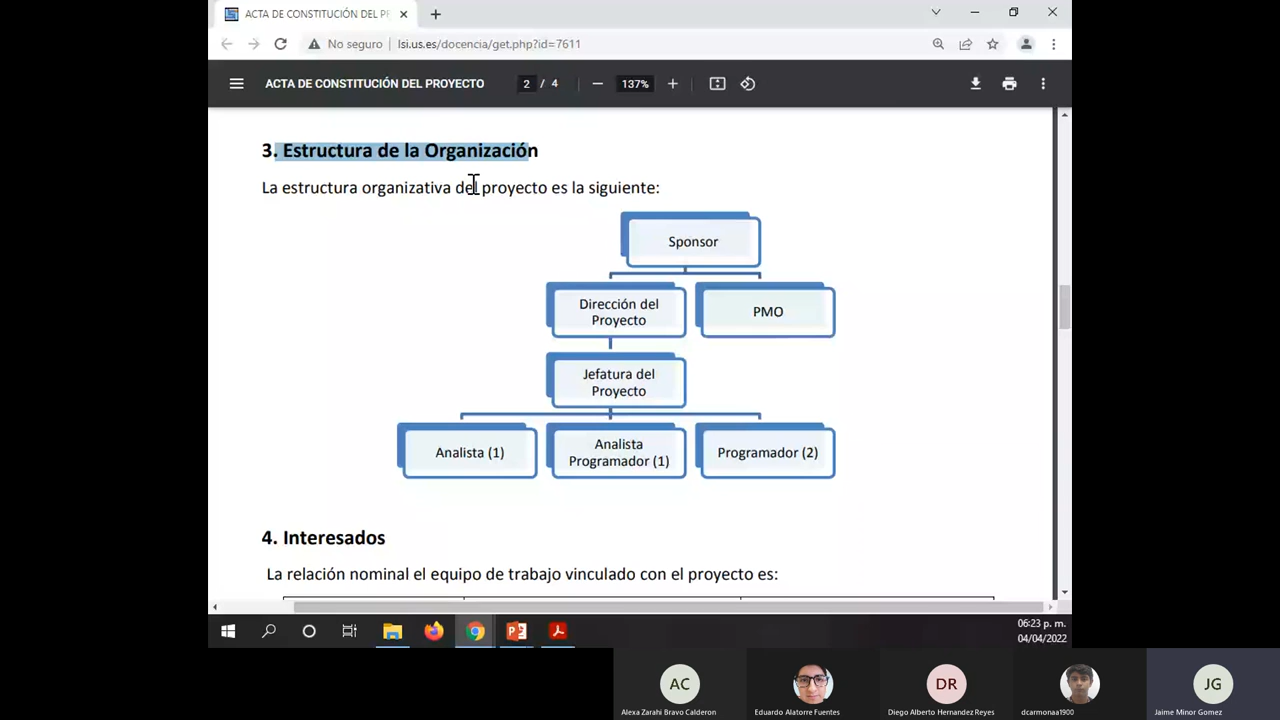 ACTA DE CONSTITUCIÓN DEL PF
No seguro
lsi.us.es/docencia/get.php?id=7611
ACTA DE CONSTITUCIÓN DEL PROYECTO
2 / 4
137%
3. Estructura de la Organización
La estructura organizativa del proyecto es la siguiente:
Sponsor
Dirección del
Proyecto
PMO
Jefatura del
Proyecto
Analista (1)
Analista
Programador (1)
Programador (2)
4. Interesados
La relación nominal el equipo de trabajo vinculado con el proyecto es:
06:23 p. m.
04/04/2022
AC
DR
JG
Alexa Zarahi Bravo Calderon
Eduardo Alatorre Fuentes
Diego Alberto Hernandez Reyes
dcarmonaa1900
Jaime Minor Gomez